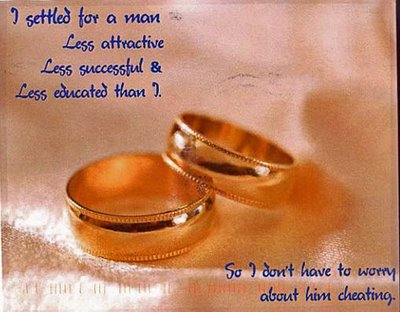 I settled for a man
Less attractive
Less successful &
Less educated than I.
So I don't have to worry
about him cheating.